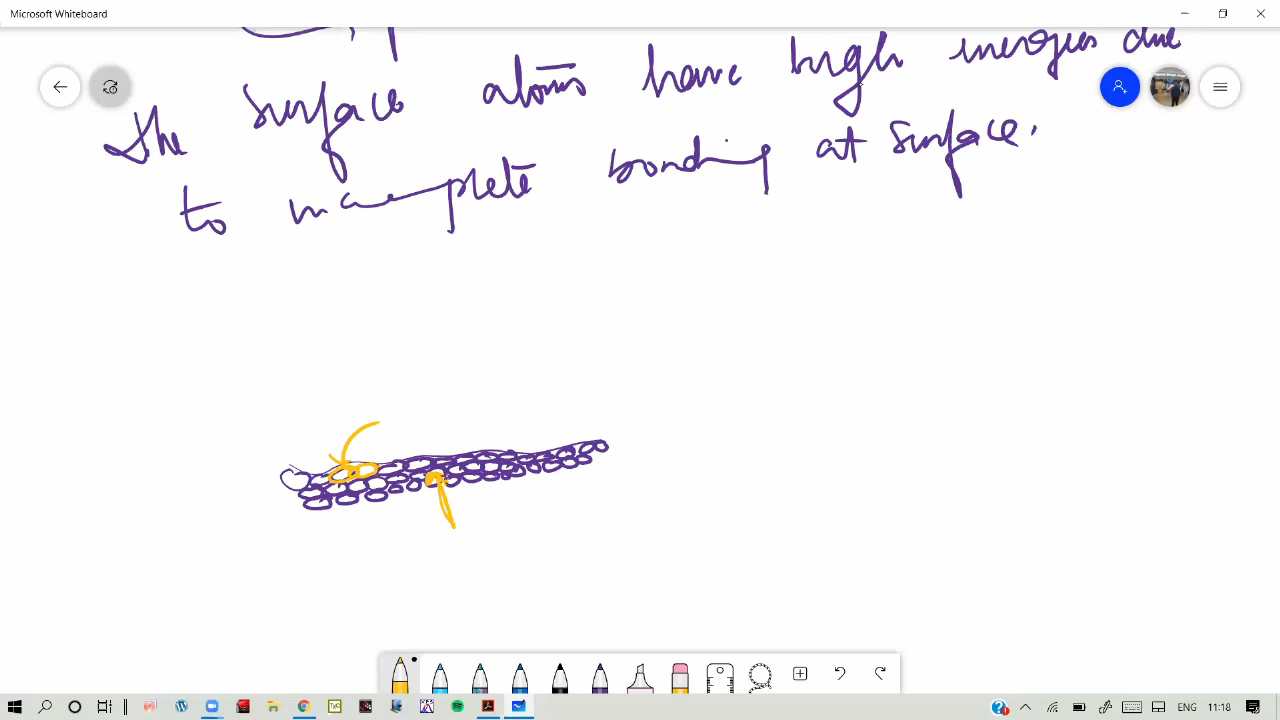 Microsoft Whiteboard
The surface atoms have high energies due
to incomplete bonding at surface.
ENG
11:18